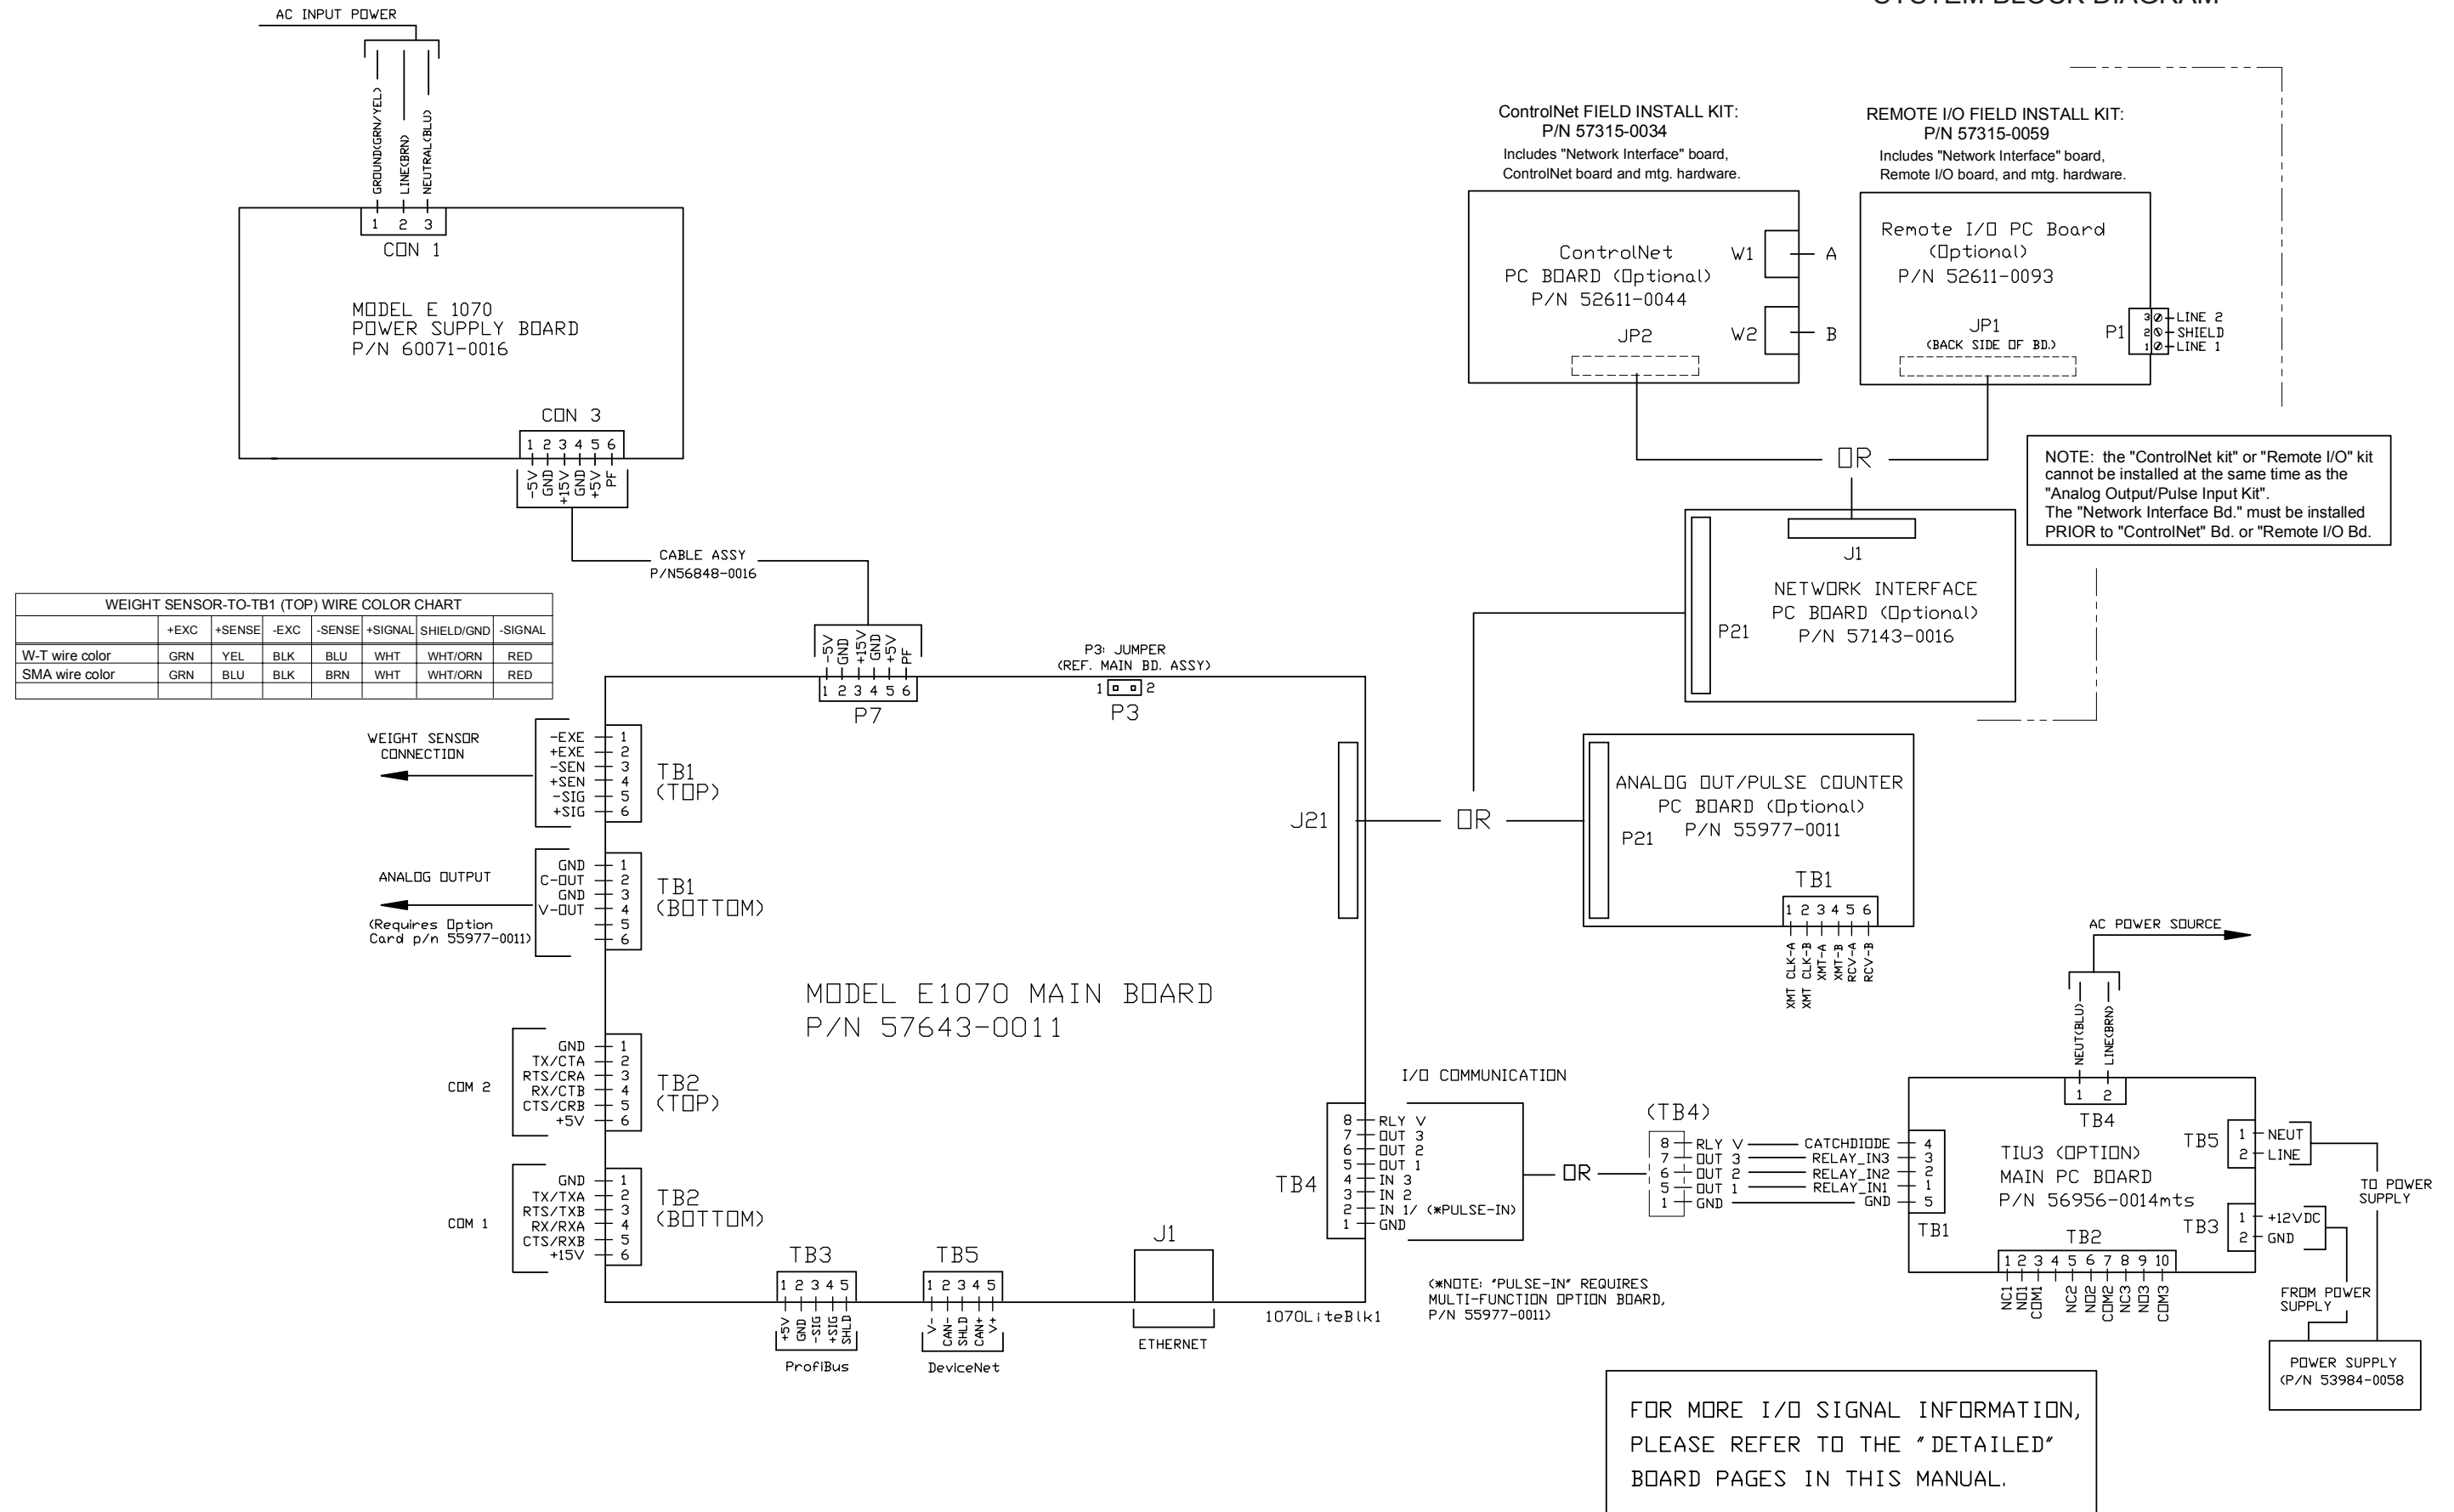 SYSTEM BLOCK DIAGRAM
AC INPUT POWER
GROUND(GRN/YEL)
LINE(BRN)
NEUTRAL(BLU)
1 2 3
CON 1
MODEL E 1070
POWER SUPPLY BOARD
P/N 60071-0016
CON 3
1 2 3 4 5 6
-5V
GND
+15V
GND
+5V
PF
CABLE ASSY
P/N56848-0016
WEIGHT SENSOR-TO-TB1 (TOP) WIRE COLOR CHART
+EXC +SENSE -EXC -SENSE +SIGNAL SHIELD/GND -SIGNAL
W-T wire color GRN YEL BLK BLU WHT WHT/ORN RED
SMA wire color GRN BLU BLK BRN WHT WHT/ORN RED
-5V
GND
+15V
GND
+5V
PF
1 2 3 4 5 6
P7
P3: JUMPER
(REF. MAIN BD. ASSY)
1 2
P3
WEIGHT SENSOR
CONNECTION
-EXE 1
+EXE 2
-SEN 3
+SEN 4
-SIG 5
+SIG 6
TB1
(TOP)
ANALOG OUTPUT
(Requires Option
Card p/n 55977-0011)
GND 1
C-OUT 2
GND 3
V-OUT 4
5
6
TB1
(BOTTOM)
MODEL E1070 MAIN BOARD
P/N 57643-0011
COM 2
GND 1
TX/CTA 2
RTS/CRA 3
RX/CTB 4
CTS/CRB 5
+5V 6
TB2
(TOP)
COM 1
GND 1
TX/TXA 2
RTS/TXB 3
RX/RXA 4
CTS/RXB 5
+15V 6
TB2
(BOTTOM)
TB3
1 2 3 4 5
+5V
GND
-SIG
+SIG
SHLD
ProfiBus
TB5
1 2 3 4 5
V-
CAN-
SHLD
CAN+
V+
DeviceNet
J1
ETHERNET
1070LiteBlk1
J21
OR
TB4
I/O COMMUNICATION
8 RLY V
7 OUT 3
6 OUT 2
5 OUT 1
4 IN 3
3 IN 2
2 IN 1/ (*PULSE-IN)
1 GND
(*NOTE: "PULSE-IN" REQUIRES
MULTI-FUNCTION OPTION BOARD,
P/N 55977-0011)
OR
(TB4)
8 RLY V CATCHDIODE 4
7 OUT 3 RELAY_IN3 3
6 OUT 2 RELAY_IN2 2
5 OUT 1 RELAY_IN1 1
1 GND GND 5
TB1
ControlNet FIELD INSTALL KIT:
P/N 57315-0034
Includes "Network Interface" board,
ControlNet board and mtg. hardware.
ControlNet
PC BOARD (Optional)
P/N 52611-0044
JP2
W1 A
W2 B
REMOTE I/O FIELD INSTALL KIT:
P/N 57315-0059
Includes "Network Interface" board,
Remote I/O board, and mtg. hardware.
Remote I/O PC Board
(Optional)
P/N 52611-0093
JP1
(BACK SIDE OF BD.)
P1
3 LINE 2
2 SHIELD
1 LINE 1
OR
NOTE: the "ControlNet kit" or "Remote I/O" kit
cannot be installed at the same time as the
"Analog Output/Pulse Input Kit".
The "Network Interface Bd." must be installed
PRIOR to "ControlNet" Bd. or "Remote I/O Bd.
J1
NETWORK INTERFACE
PC BOARD (Optional)
P/N 57143-0016
P21
ANALOG OUT/PULSE COUNTER
PC BOARD (Optional)
P/N 55977-0011
P21
TB1
1 2 3 4 5 6
XMT CLK-A
XMT CLK-B
XMT-A
XMT-B
RCV-A
RCV-B
AC POWER SOURCE
NEUT(BLU)
LINE(BRN)
1 2
TB4
TIU3 (OPTION)
MAIN PC BOARD
P/N 56956-0014mts
TB5
1 NEUT
2 LINE
TO POWER
SUPPLY
TB3
1 +12VDC
2 GND
TB2
1 2 3 4 5 6 7 8 9 10
NC1
NO1
COM1
NC2
NO2
COM2
NC3
NO3
COM3
FROM POWER
SUPPLY
POWER SUPPLY
(P/N 53984-0058
FOR MORE I/O SIGNAL INFORMATION,
PLEASE REFER TO THE "DETAILED"
BOARD PAGES IN THIS MANUAL.